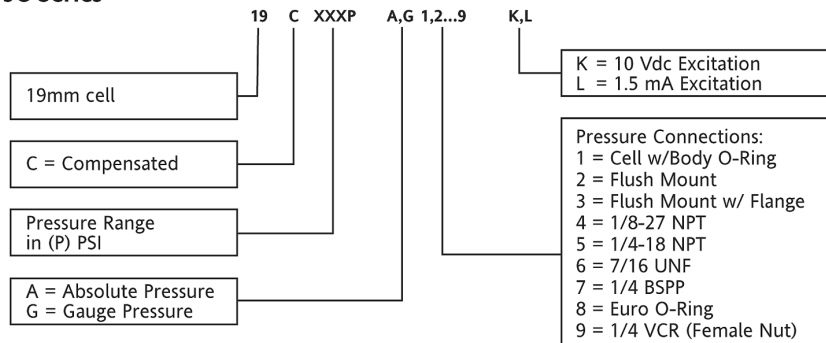 19 C XXXP A,G 1,2...9 K,L
K = 10 Vdc Excitation
L = 1.5 mA Excitation
19mm cell
C = Compensated
Pressure Range
in (P) PSI
A = Absolute Pressure
G = Gauge Pressure
Pressure Connections:
1 = Cell w/Body O-Ring
2 = Flush Mount
3 = Flush Mount w/ Flange
4 = 1/8-27 NPT
5 = 1/4-18 NPT
6 = 7/16 UNF
7 = 1/4 BSPP
8 = Euro O-Ring
9 = 1/4 VCR (Female Nut)